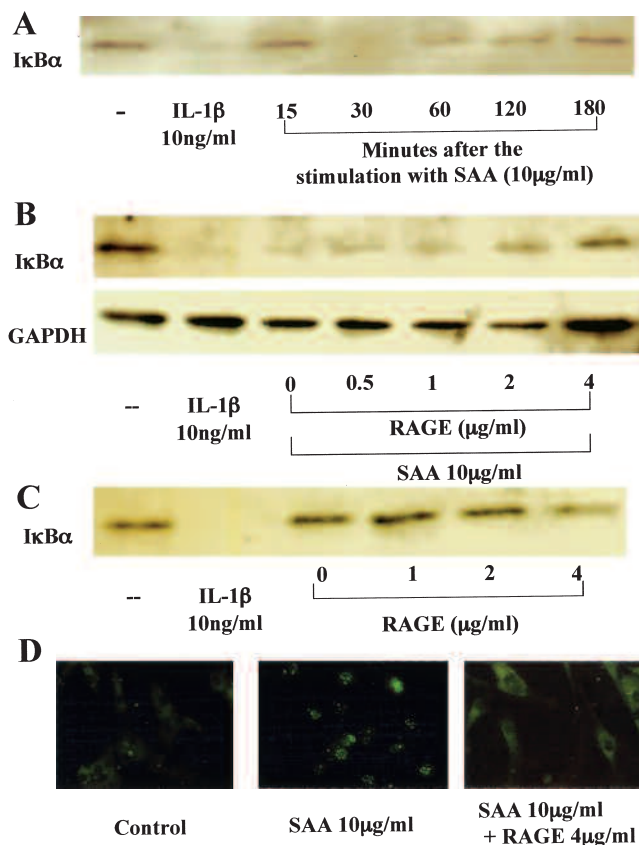 A
IκBα
- IL-1β 15 30 60 120 180
10ng/ml
Minutes after the
stimulation with SAA (10μg/ml)
B
IκBα
GAPDH
-- IL-1β 0 0.5 1 2 4
10ng/ml
RAGE (μg/ml)
SAA 10μg/ml
C
IκBα
-- IL-1β 0 1 2 4
10ng/ml
RAGE (μg/ml)
D
Control
SAA 10μg/ml
SAA 10μg/ml
+ RAGE 4μg/ml